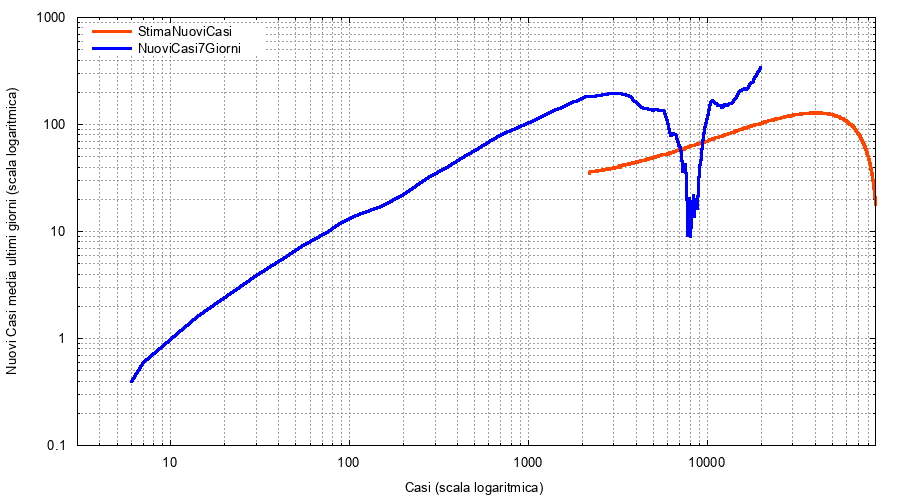 StimaNuoviCasi
NuoviCasi7Giorni
1000
100
10
1
0.1
Nuovi Casi media ultimi giorni (scala logaritmica)
10
100
1000
10000
Casi (scala logaritmica)